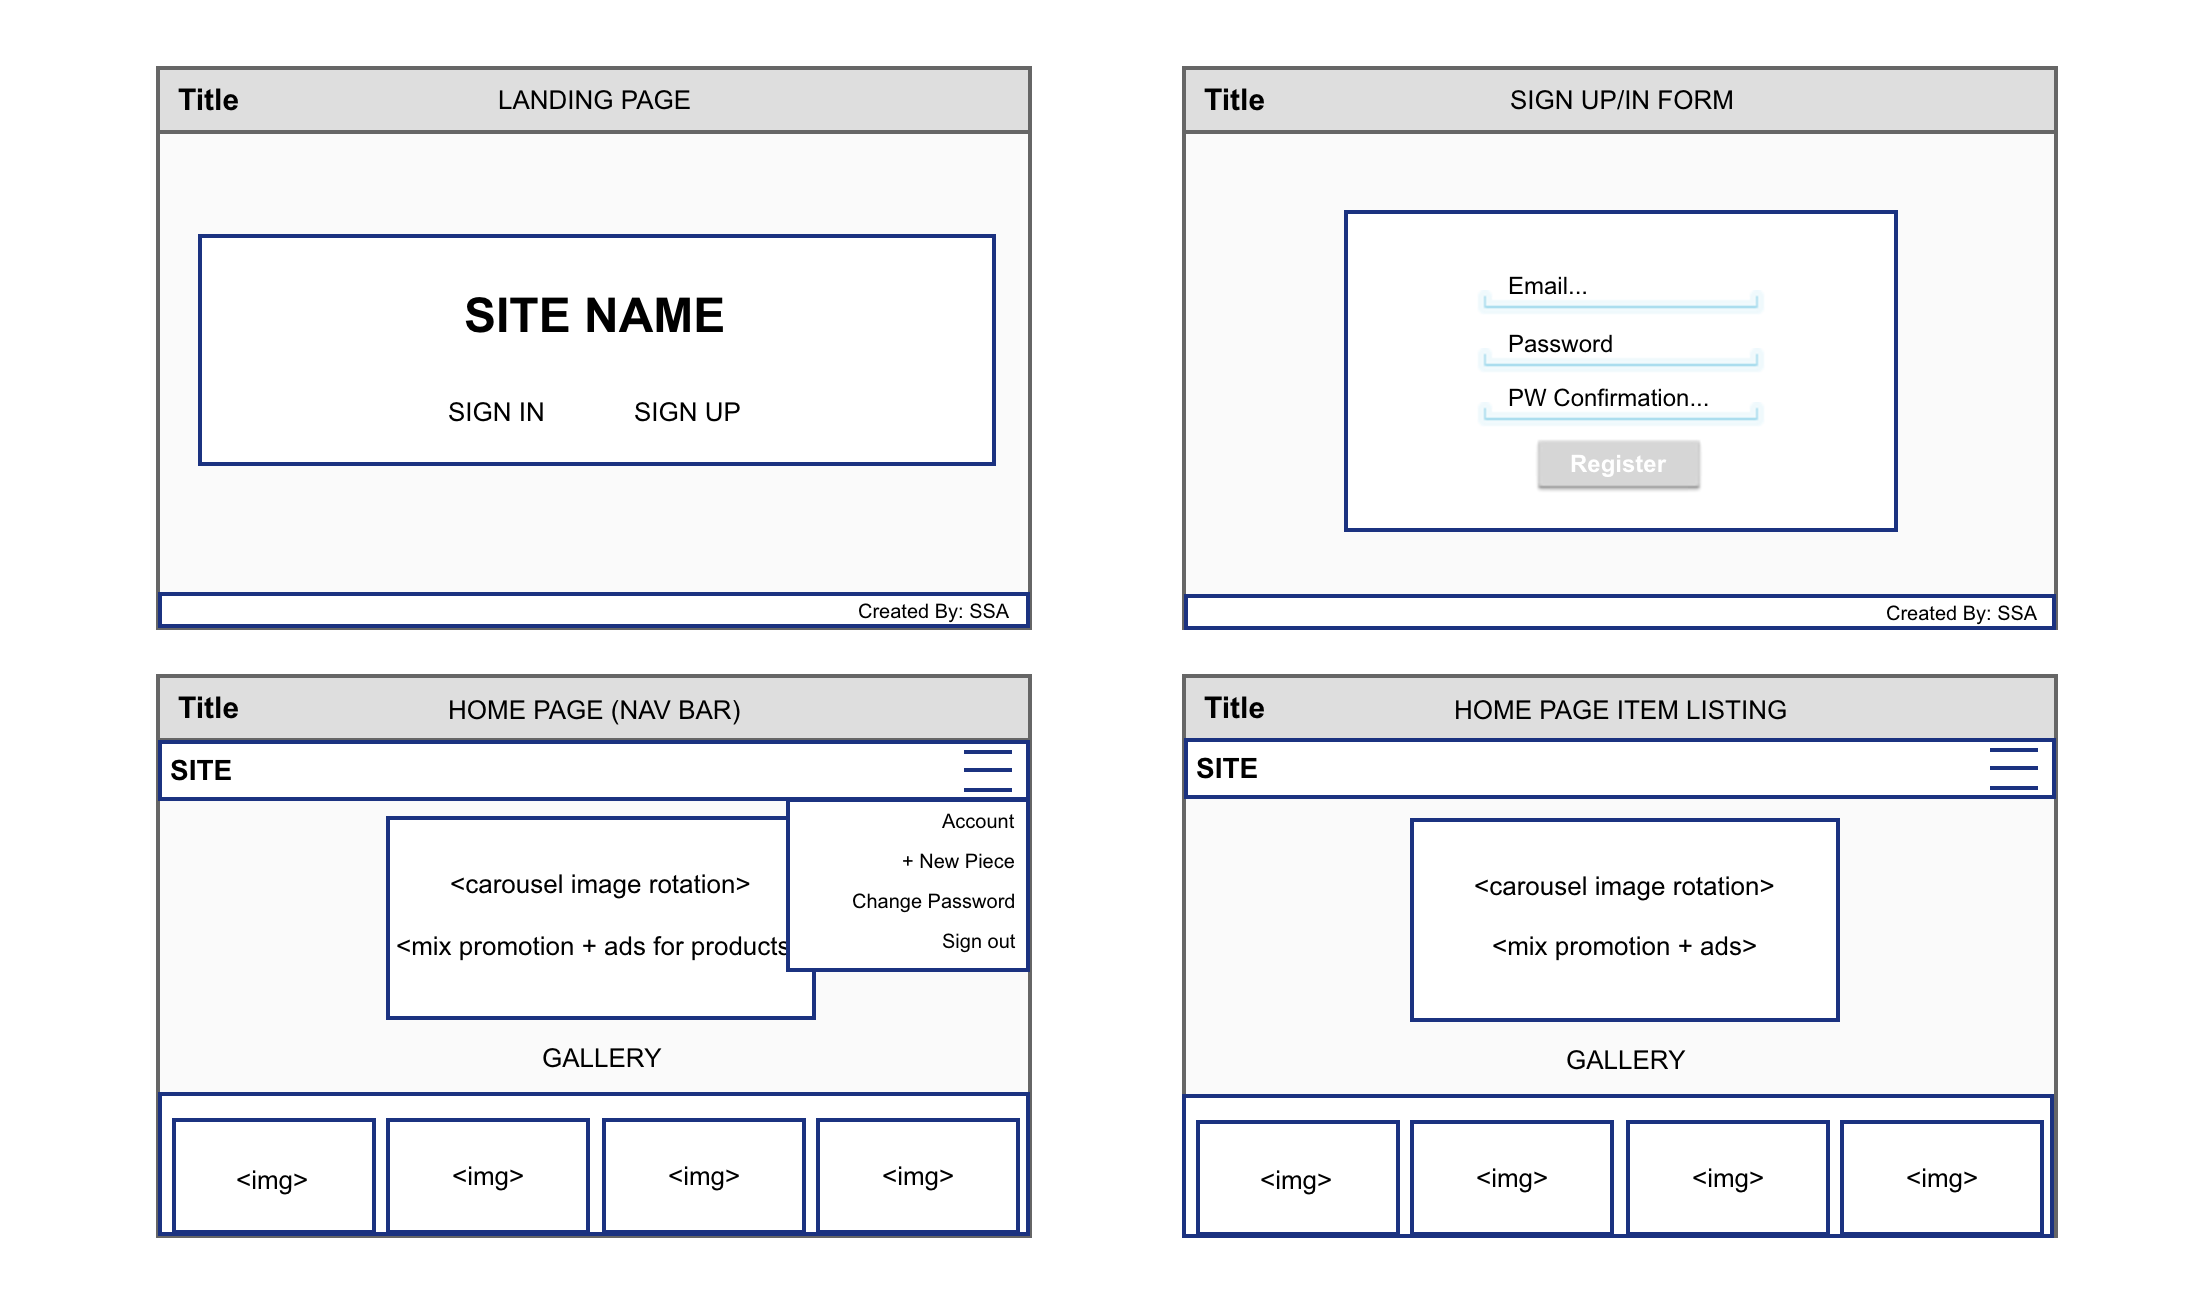 Title LANDING PAGE
SITE NAME
SIGN IN SIGN UP
Created By: SSA
Title SIGN UP/IN FORM
Email...
Password
PW Confirmation...
Register
Created By: SSA
Title HOME PAGE (NAV BAR)
SITE
Account
+ New Piece
Change Password
Sign out
<carousel image rotation>
<mix promotion + ads for products
GALLERY
<img> <img> <img> <img>
Title HOME PAGE ITEM LISTING
SITE
<carousel image rotation>
<mix promotion + ads>
GALLERY
<img> <img> <img> <img>